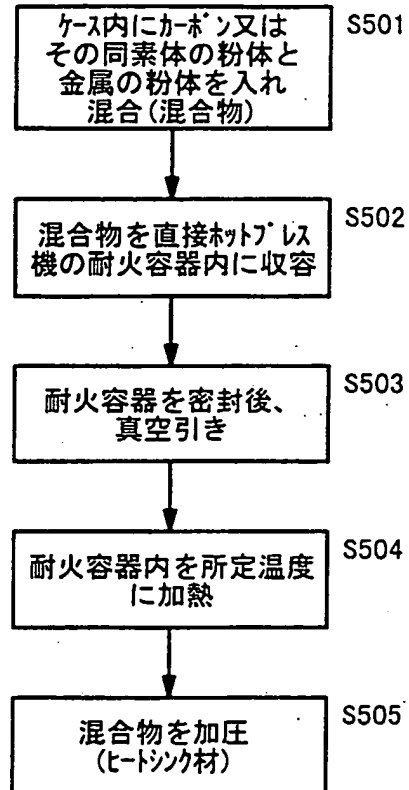 ｹｰｽ内にｶｰﾎﾞﾝ又は
その同素体の粉体と
金属の粉体を入れ
混合(混合物)
S501
混合物を直接ﾎｯﾄﾌﾟﾚｽ
機の耐火容器内に収容
S502
耐火容器を密封後、
真空引き
S503
耐火容器内を所定温度
に加熱
S504
混合物を加圧
(ﾋｰﾄｼﾝｸ材)
S505